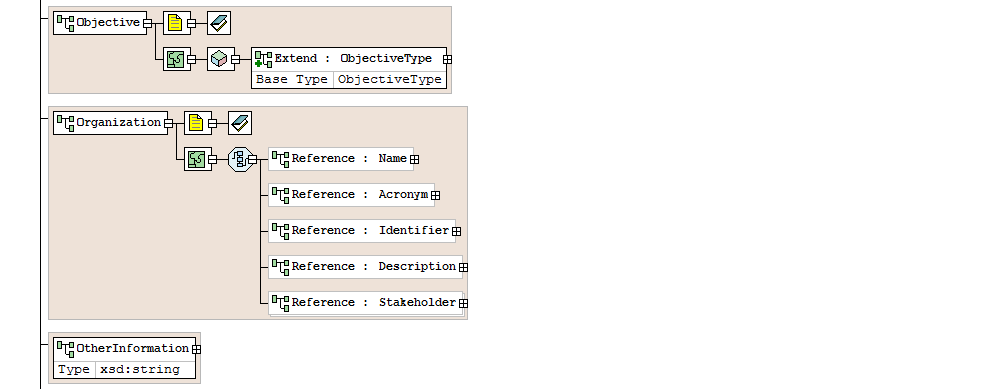 Objective
Extend : ObjectiveType
Base Type ObjectiveType
Organization
Reference : Name
Reference : Acronym
Reference : Identifier
Reference : Description
Reference : Stakeholder
OtherInformation
Type xsd:string